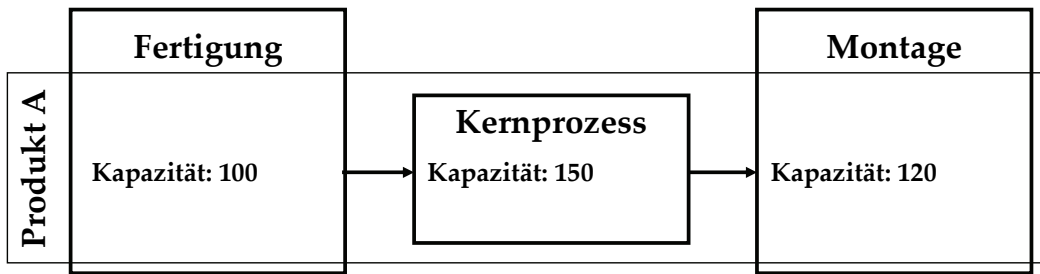 Fertigung
Montage
Produkt A
Kernprozess
Kapazität: 100
Kapazität: 150
Kapazität: 120